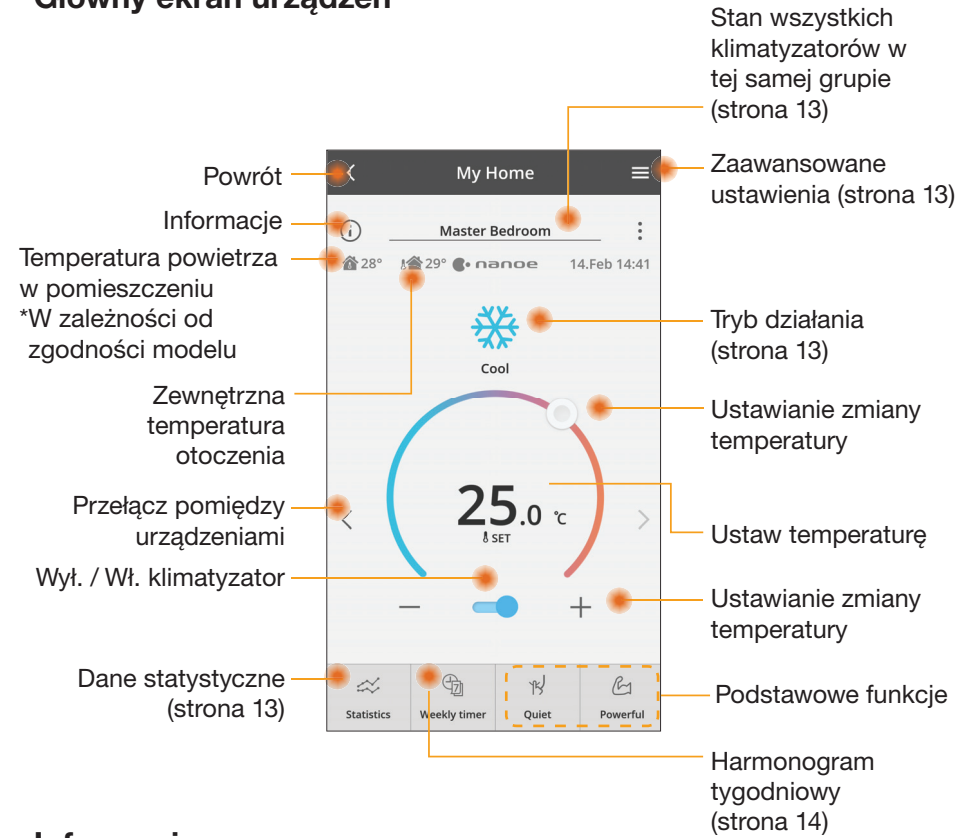 Główny ekran urządzeń
Stan wszystkich
klimatyzatorów w
tej samej grupie
(strona 13)
Powrót
My Home
Zaawansowane
ustawienia (strona 13)
Informacje
Master Bedroom
Temperatura powietrza
w pomieszczeniu
*W zależności od
zgodności modelu
28°
29°
nanoe
14.Feb 14:41
Tryb działania
(strona 13)
Cool
Zewnętrzna
temperatura
otoczenia
Ustawianie zmiany
temperatury
Przełącz pomiędzy
urządzeniami
25.0 °C
SET
Ustaw temperaturę
Wył. / Wł. klimatyzator
Ustawianie zmiany
temperatury
Dane statystyczne
(strona 13)
7
Statistics
Weekly timer
Quiet
Powerful
Podstawowe funkcje
Harmonogram
tygodniowy
(strona 14)